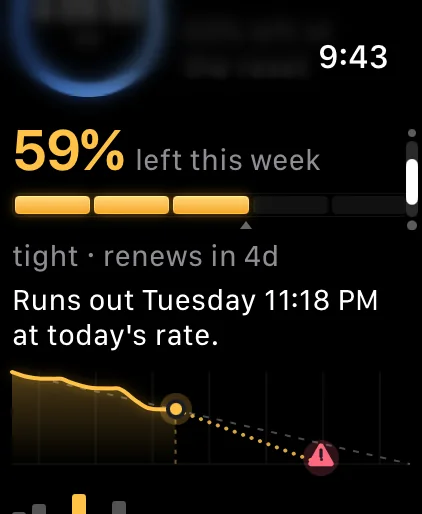 9:43
59% left this week
tight · renews in 4d
Runs out Tuesday 11:18 PM
at today's rate.